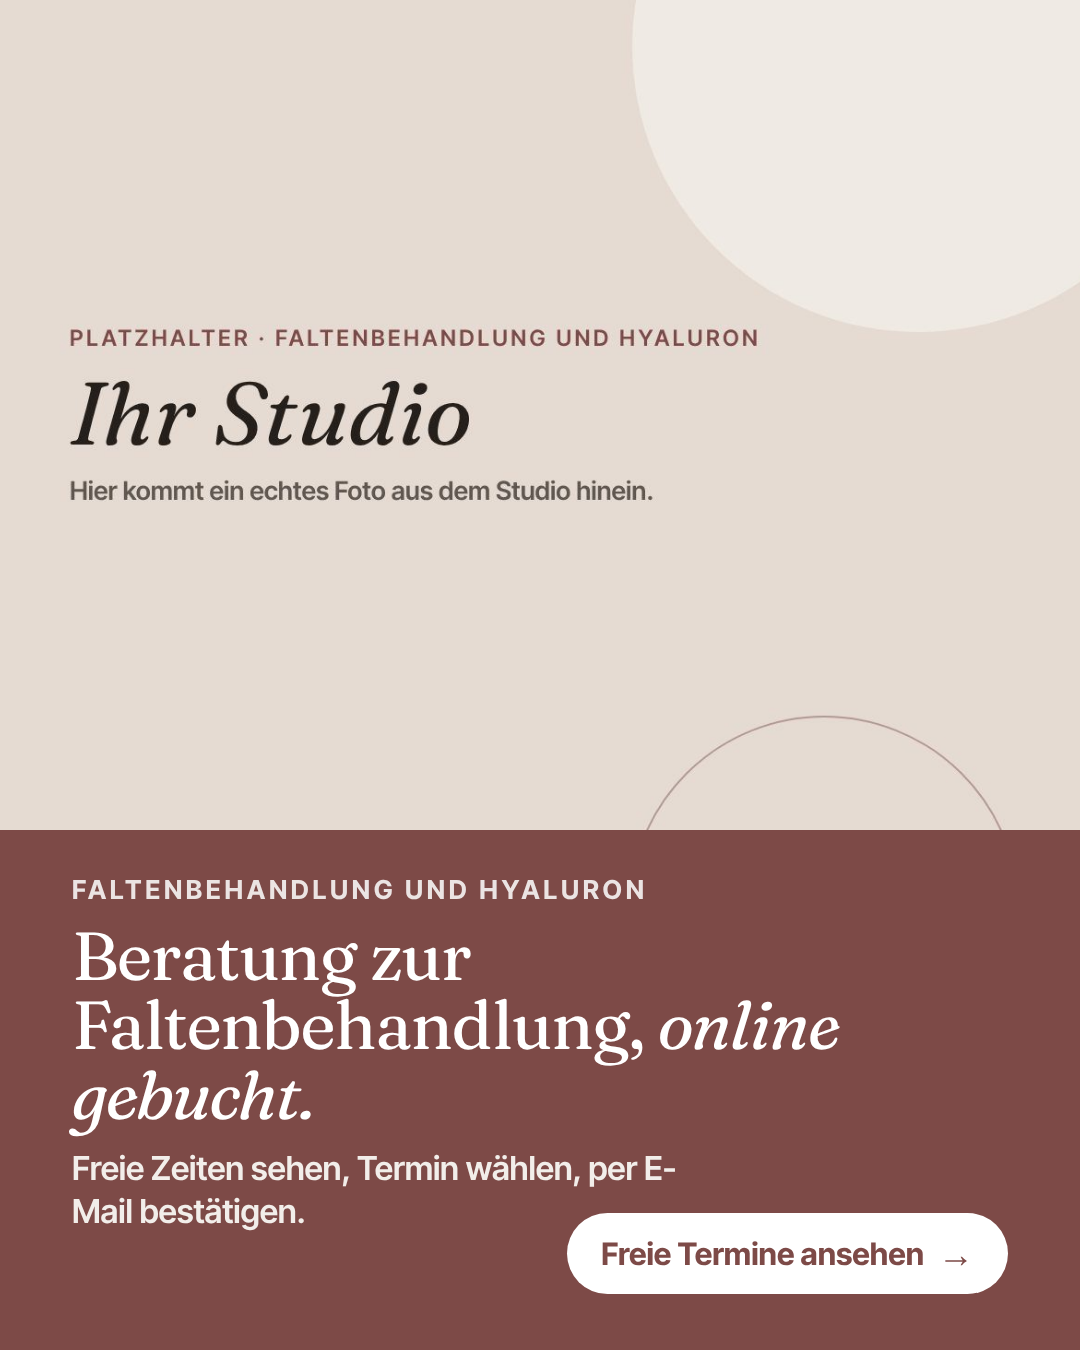 PLATZHALTER · FALTENBEHANDLUNG UND HYALURON
Ihr Studio
Hier kommt ein echtes Foto aus dem Studio hinein.
FALTENBEHANDLUNG UND HYALURON
Beratung zur
Faltenbehandlung, online
gebucht.
Freie Zeiten sehen, Termin wählen, per E-
Mail bestätigen.
Freie Termine ansehen →